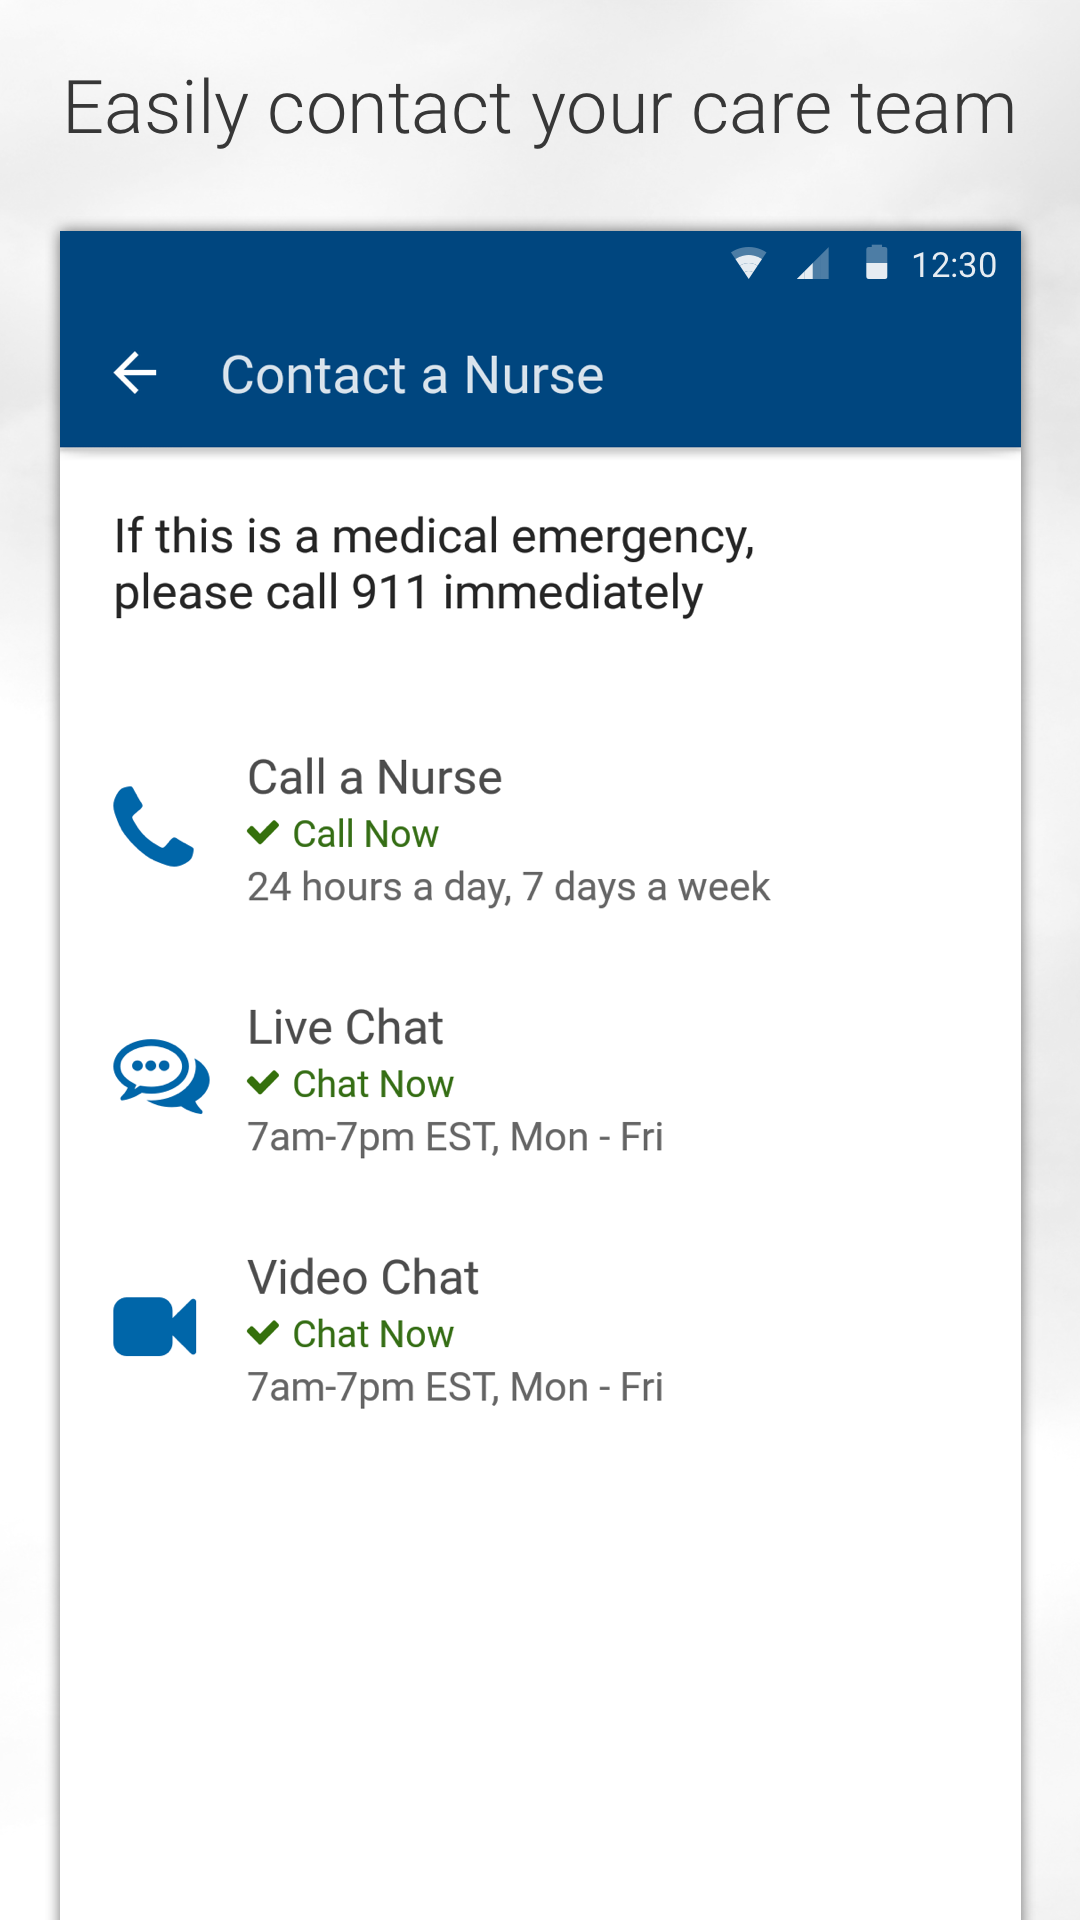 Easily contact your care team
12:30
Contact a Nurse
If this is a medical emergency,
please call 911 immediately
Call a Nurse
Call Now
24 hours a day, 7 days a week
Live Chat
Chat Now
7am-7pm EST, Mon - Fri
Video Chat
Chat Now
7am-7pm EST, Mon - Fri